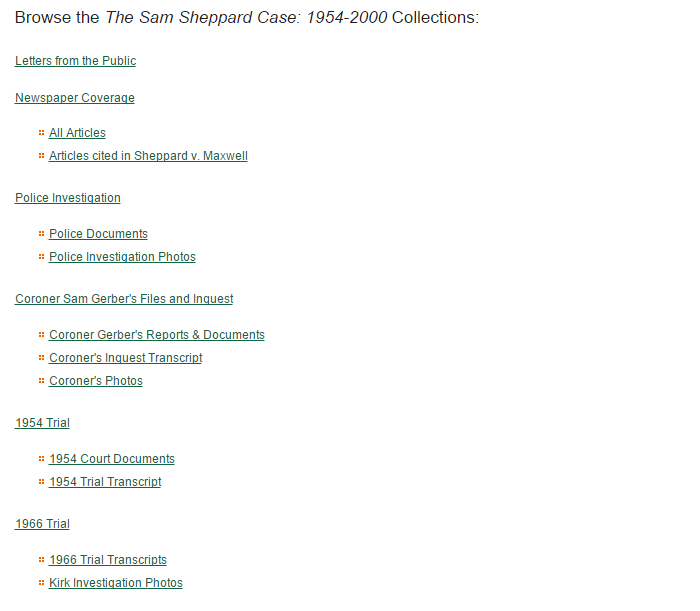 Browse the The Sam Sheppard Case: 1954-2000 Collections:
Letters from the Public
Newspaper Coverage
All Articles
Articles cited in Sheppard v. Maxwell
Police Investigation
Police Documents
Police Investigation Photos
Coroner Sam Gerber's Files and Inquest
Coroner Gerber's Reports & Documents
Coroner's Inquest Transcript
Coroner's Photos
1954 Trial
1954 Court Documents
1954 Trial Transcript
1966 Trial
1966 Trial Transcripts
Kirk Investigation Photos